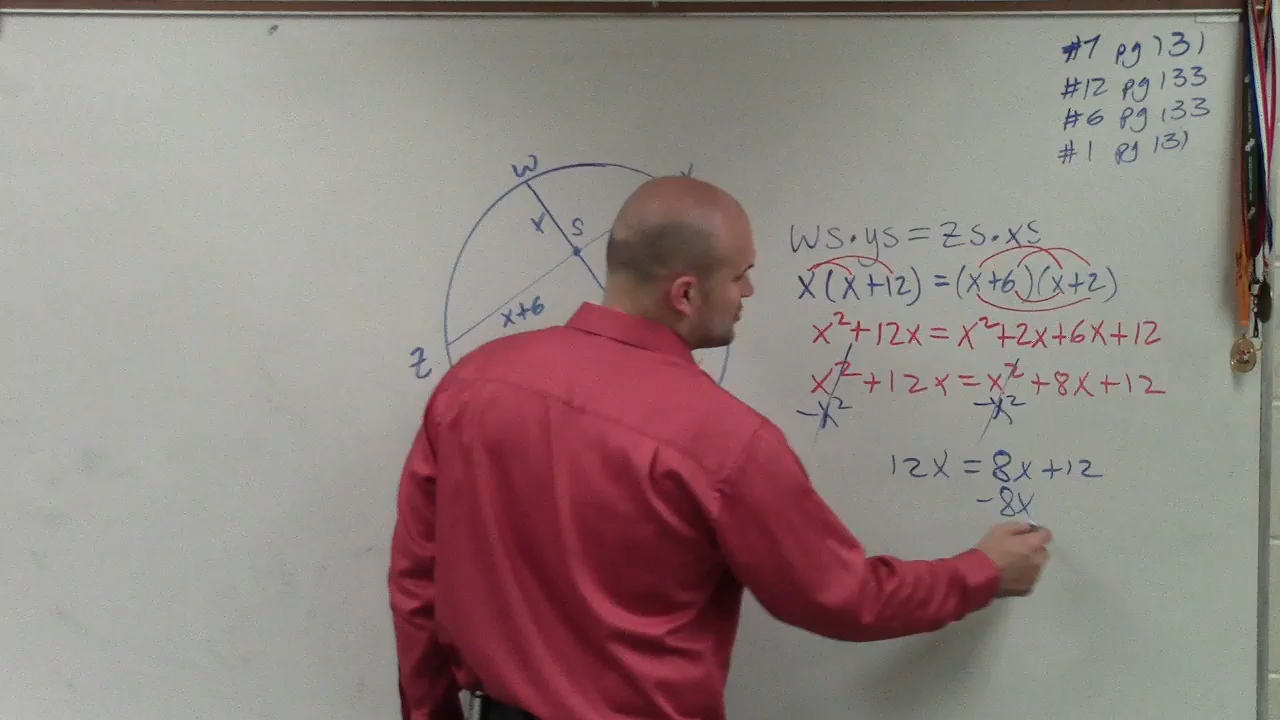 #7 pg 131
#12 pg 133
#6 pg 133
#1 pg 131
W
x
S
x+6
Z
WS·YS=ZS·XS
x(x+12)=(x+6)(x+2)
x²+12x=x²+2x+6x+12
x²+12x=x²+8x+12
-x² -x²
12x=8x+12
-8x